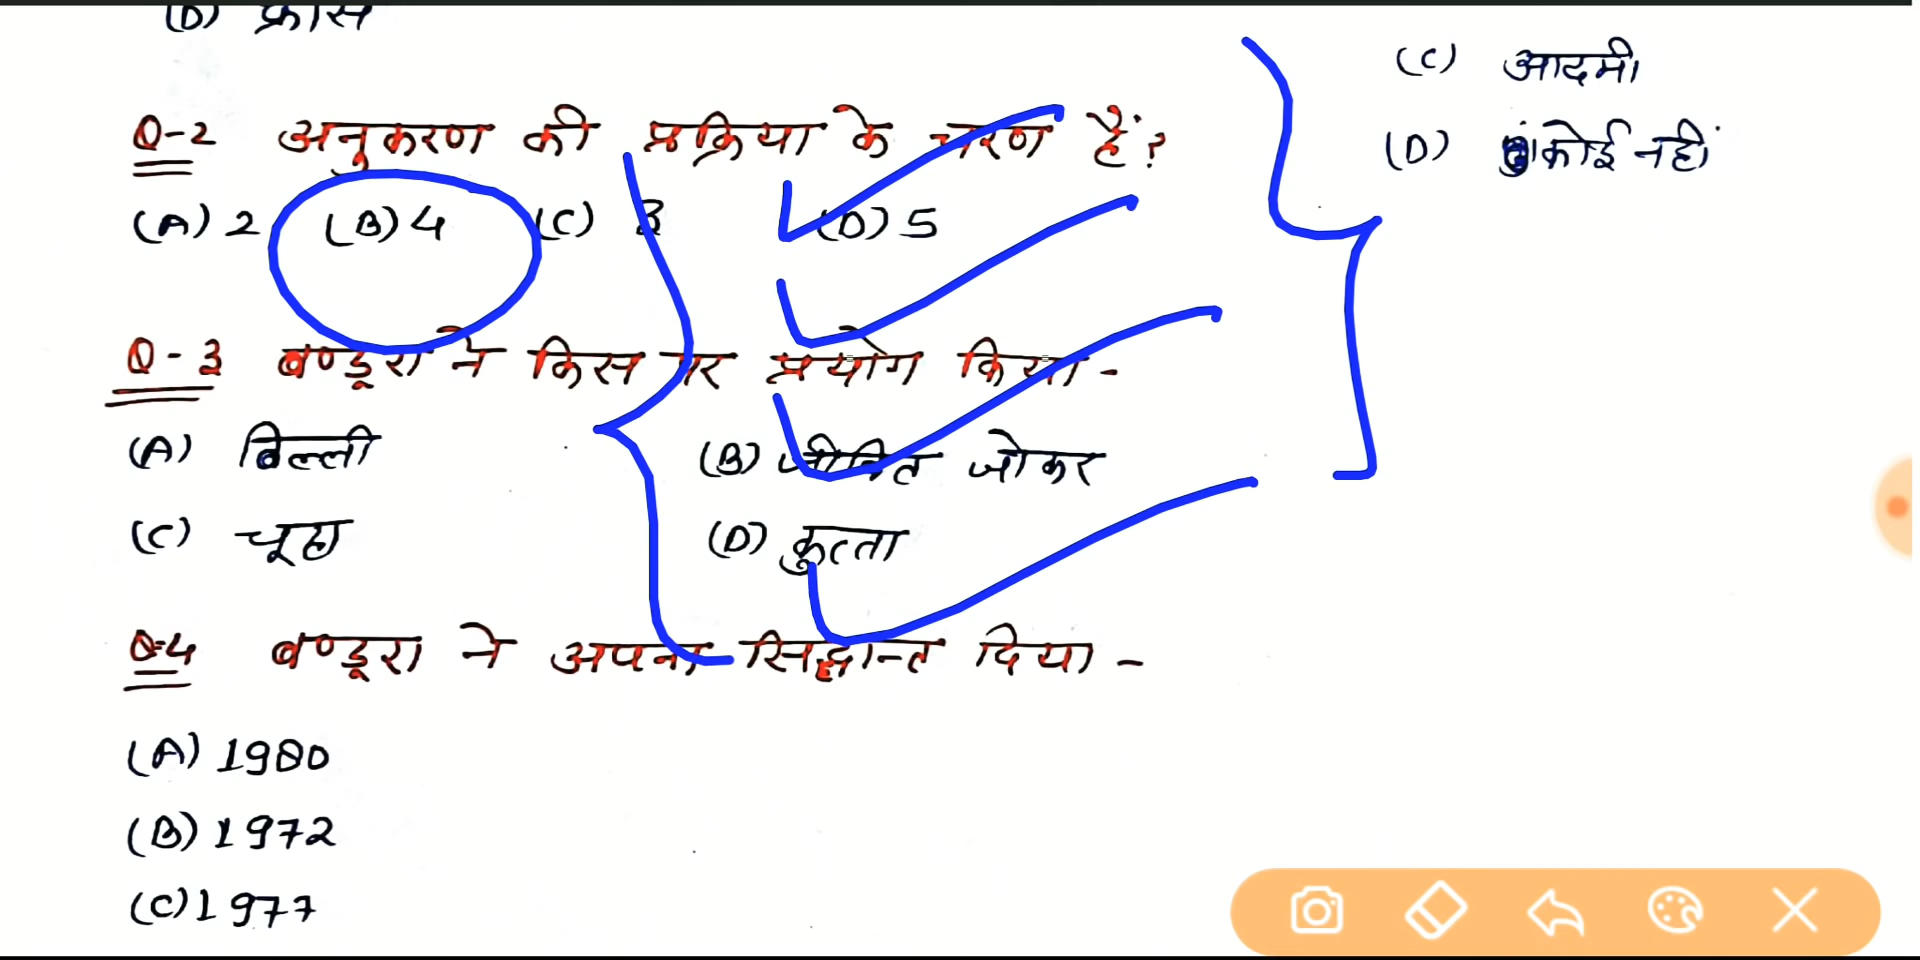 (D) फ्रांस
Q-2 अनुकरण की प्रक्रिया के चरण हैं?
(A) 2 (B) 4 (C) 3 (D) 5
Q-3 बण्डूरा ने किस पर प्रयोग किया -
(A) बिल्ली (B) जीवित जोकर
(C) चूहा (D) कुत्ता
Q-4 बण्डूरा ने अपना सिद्धान्त दिया -
(A) 1980
(B) 1972
(C) 1977
(C) आदमी
(D) कोई नहीं